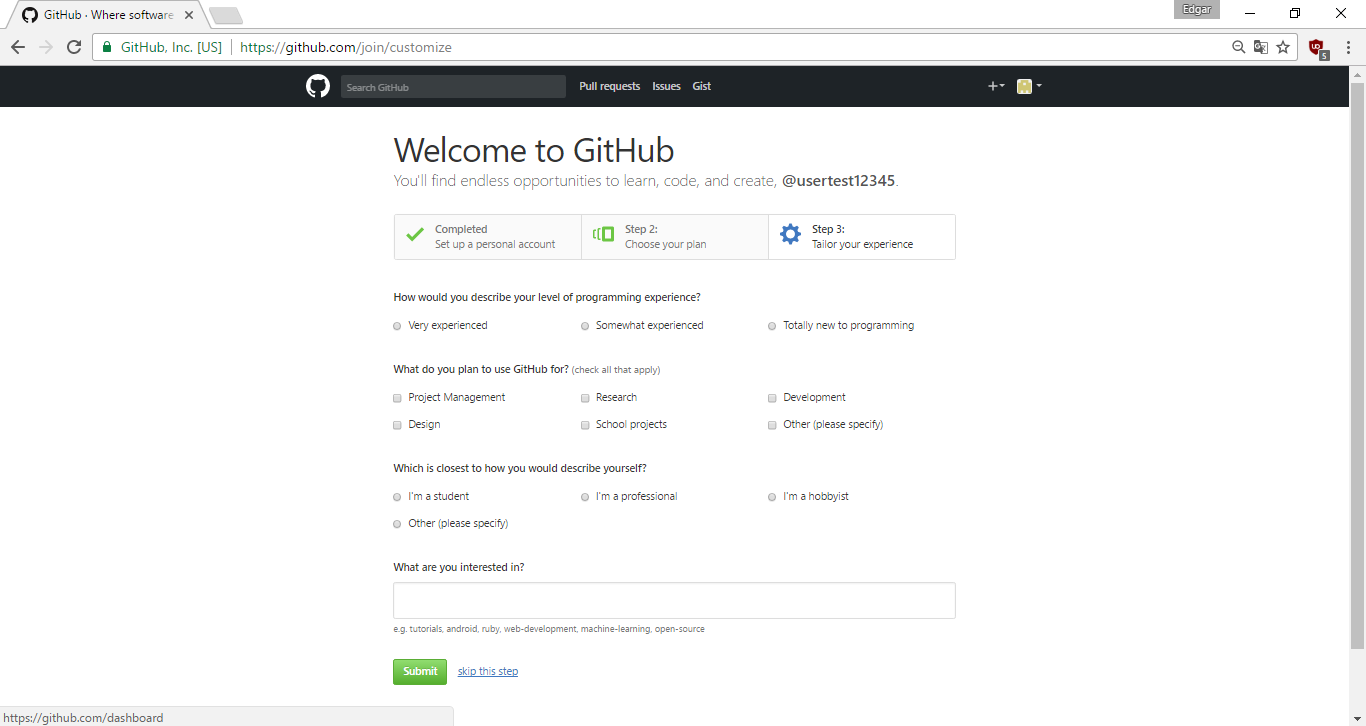 GitHub · Where software
Edgar
GitHub, Inc. [US] https://github.com/join/customize
5
Search GitHub Pull requests Issues Gist
Welcome to GitHub
You'll find endless opportunities to learn, code, and create, @usertest12345.
Completed
Set up a personal account
Step 2:
Choose your plan
Step 3:
Tailor your experience
How would you describe your level of programming experience?
Very experienced Somewhat experienced Totally new to programming
What do you plan to use GitHub for? (check all that apply)
Project Management Research Development
Design School projects Other (please specify)
Which is closest to how you would describe yourself?
I'm a student I'm a professional I'm a hobbyist
Other (please specify)
What are you interested in?
e.g. tutorials, android, ruby, web-development, machine-learning, open-source
Submit skip this step
https://github.com/dashboard